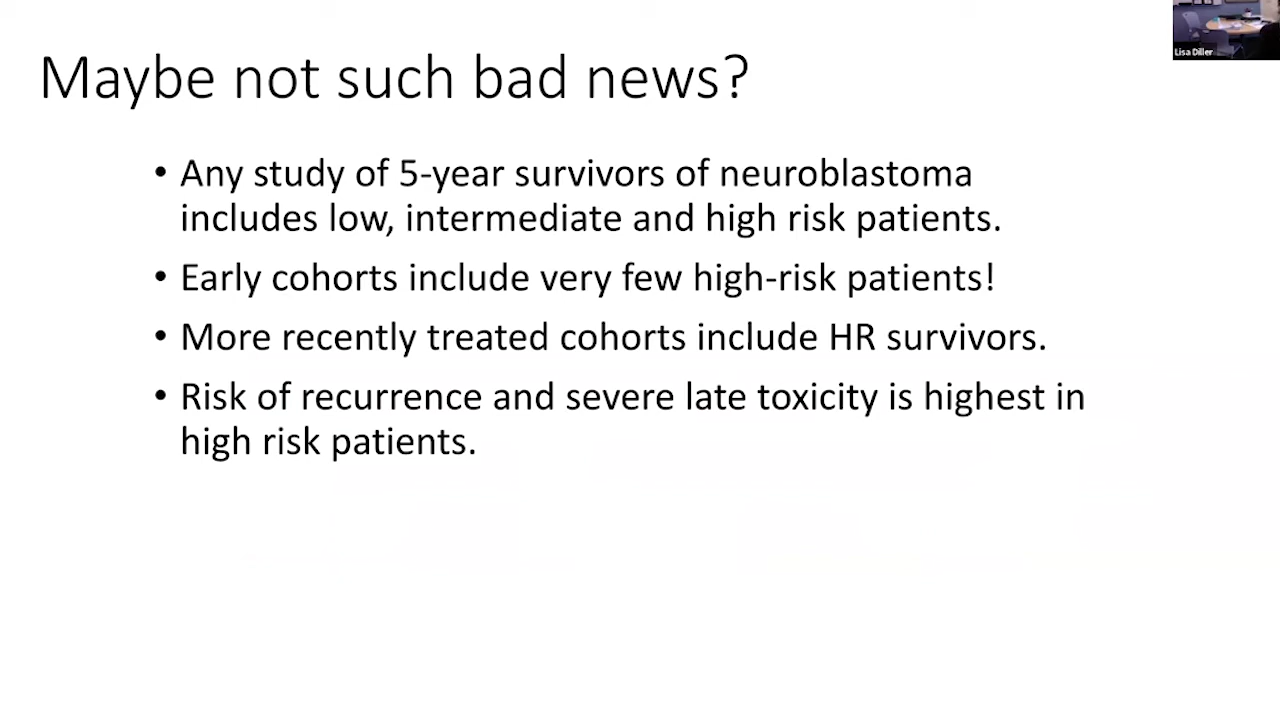 Lisa Diller
Maybe not such bad news?
• Any study of 5-year survivors of neuroblastoma
includes low, intermediate and high risk patients.
• Early cohorts include very few high-risk patients!
• More recently treated cohorts include HR survivors.
• Risk of recurrence and severe late toxicity is highest in
high risk patients.